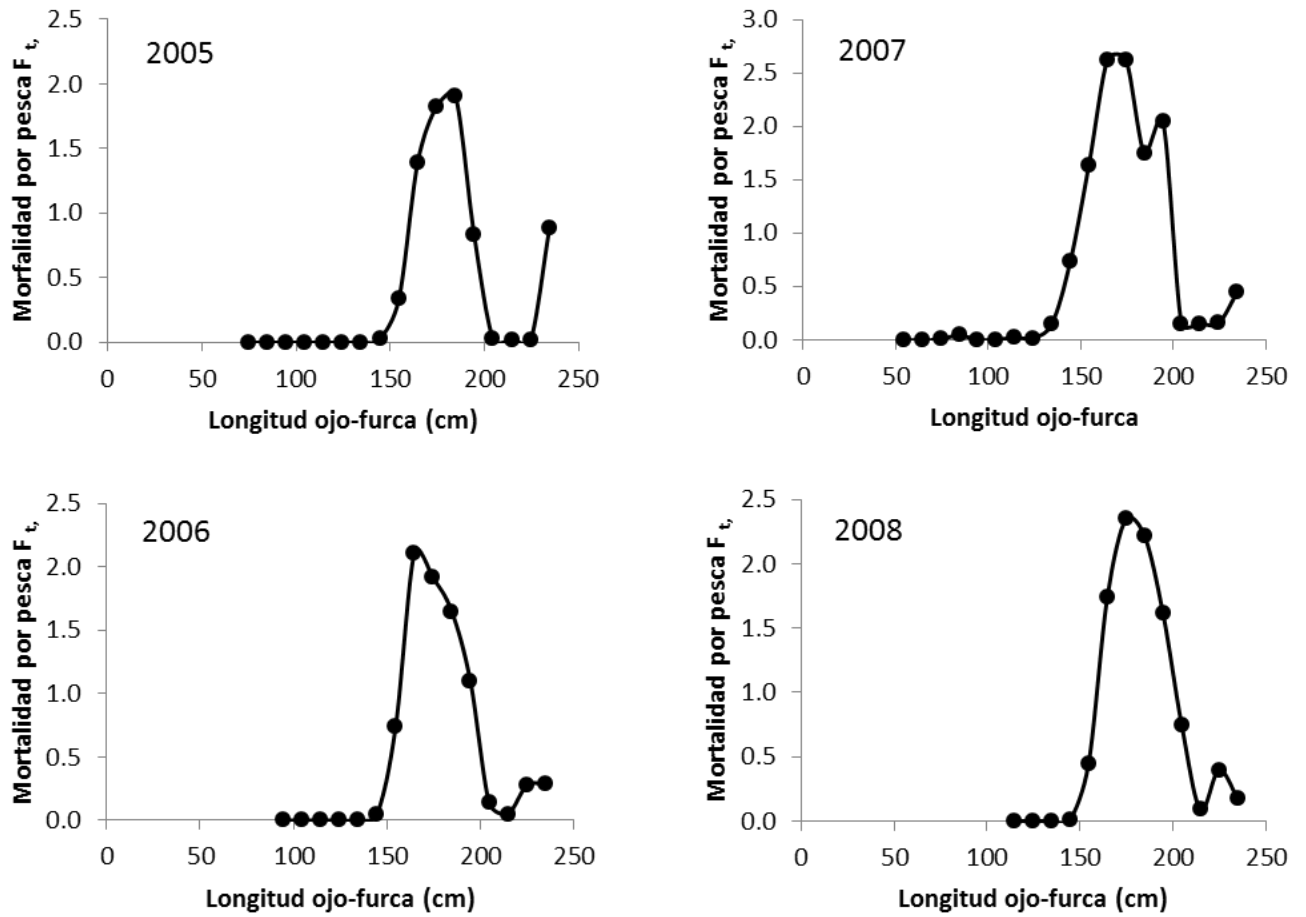 2005
Morfalidad por pesca F t,
2.5
2.0
1.5
1.0
0.5
0.0
0 50 100 150 200 250
Longitud ojo-furca (cm)
2007
Mortalidad por pesca F t,
3.0
2.5
2.0
1.5
1.0
0.5
0.0
0 50 100 150 200 250
Longitud ojo-furca
2006
Mortalidad por pesca F t,
2.5
2.0
1.5
1.0
0.5
0.0
0 50 100 150 200 250
Longitud ojo-furca (cm)
2008
Mortalidad por pesca F t,
2.5
2.0
1.5
1.0
0.5
0.0
0 50 100 150 200 250
Longitud ojo-furca (cm)